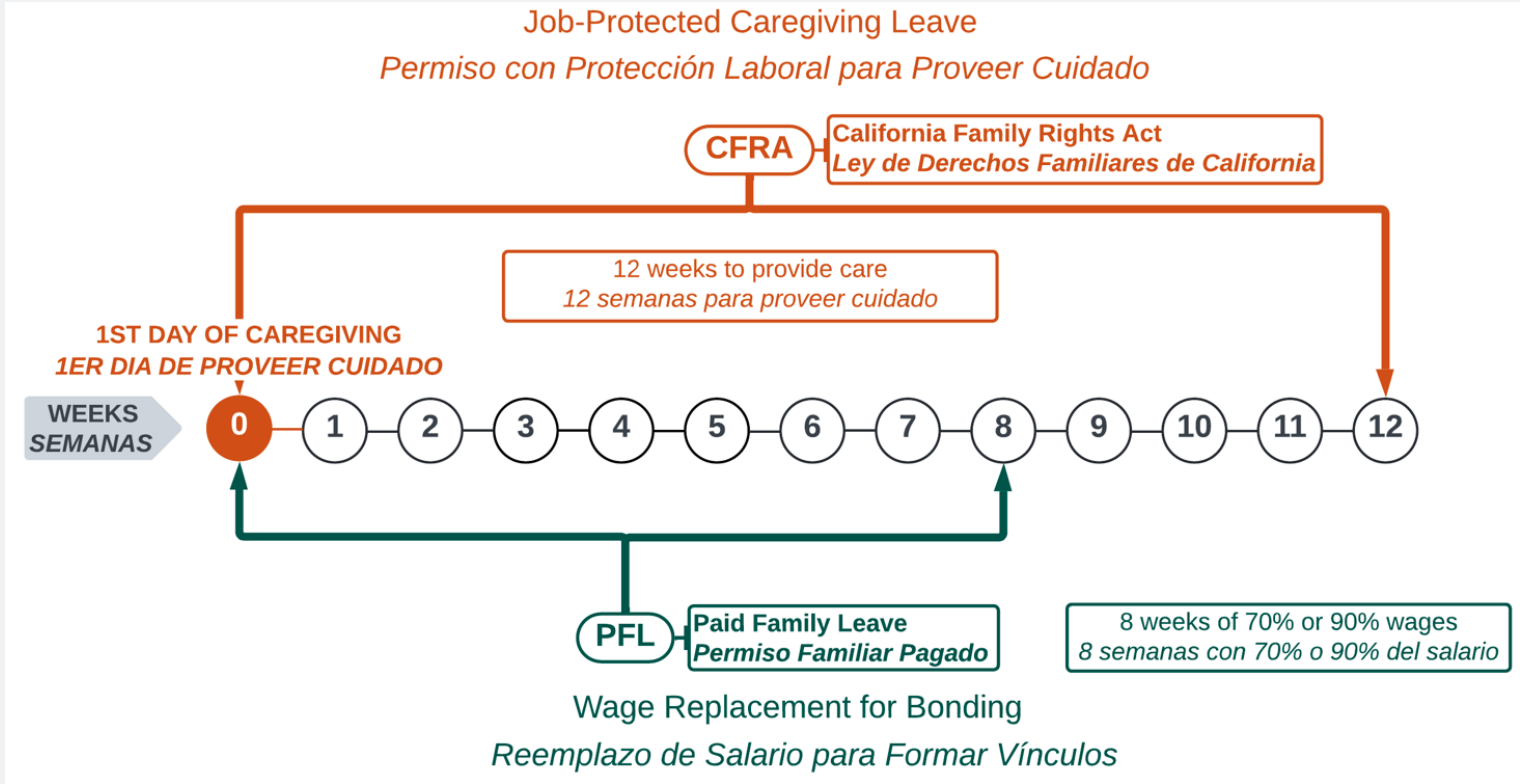 Job-Protected Caregiving Leave
Permiso con Protección Laboral para Proveer Cuidado
CFRA
California Family Rights Act
Ley de Derechos Familiares de California
12 weeks to provide care
12 semanas para proveer cuidado
1ST DAY OF CAREGIVING
1ER DIA DE PROVEER CUIDADO
WEEKS
SEMANAS
0 1 2 3 4 5 6 7 8 9 10 11 12
PFL
Paid Family Leave
Permiso Familiar Pagado
8 weeks of 70% or 90% wages
8 semanas con 70% o 90% del salario
Wage Replacement for Bonding
Reemplazo de Salario para Formar Vínculos